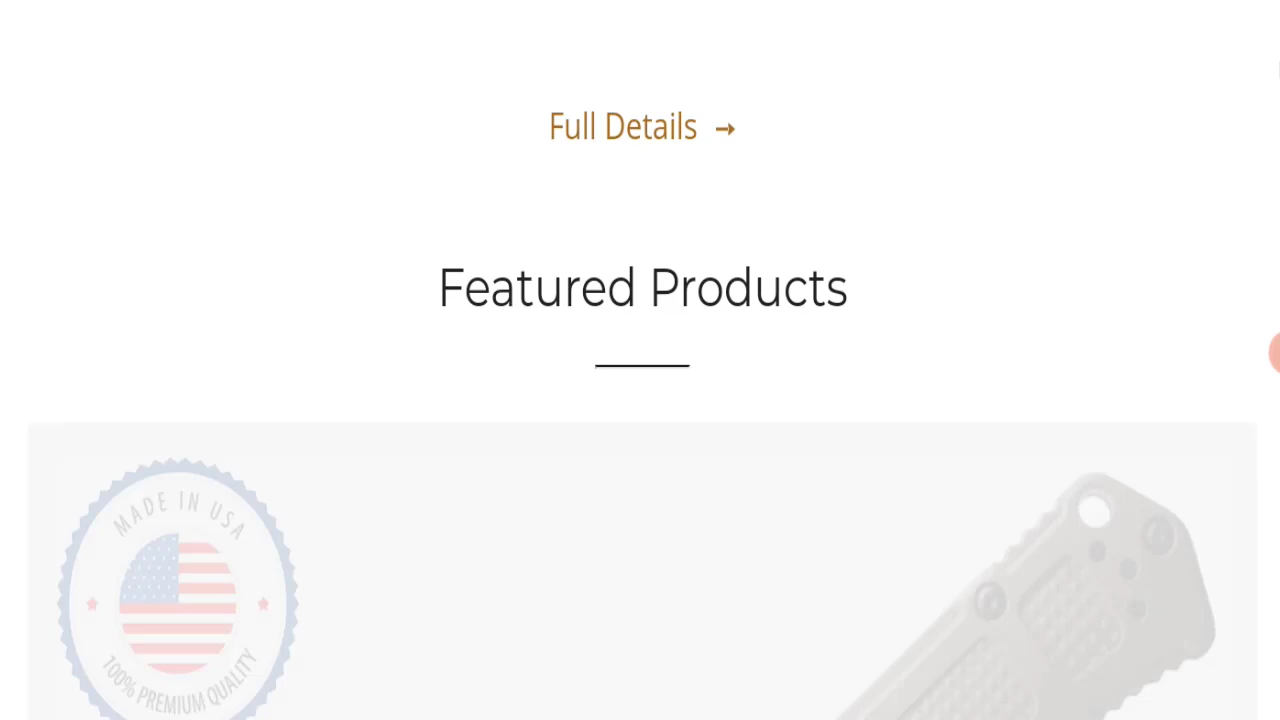 Full Details →
Featured Products
MADE IN USA
100% PREMIUM QUALITY